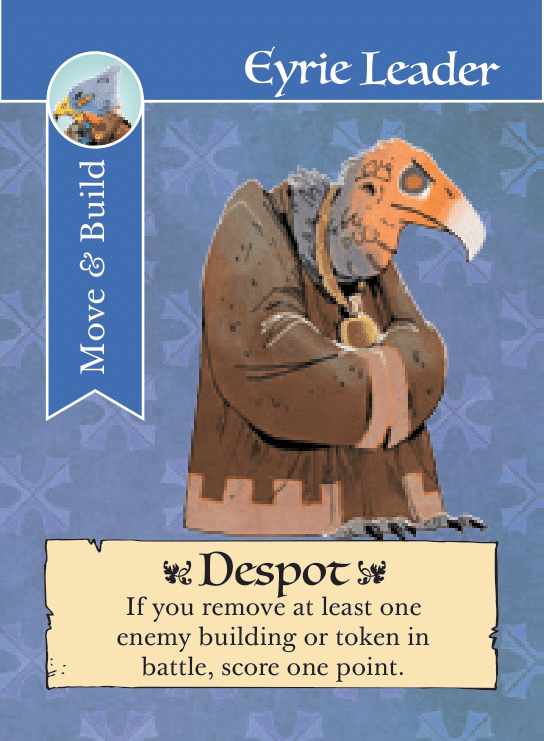 Eyrie Leader
Move & Build
Despot
If you remove at least one
enemy building or token in
battle, score one point.